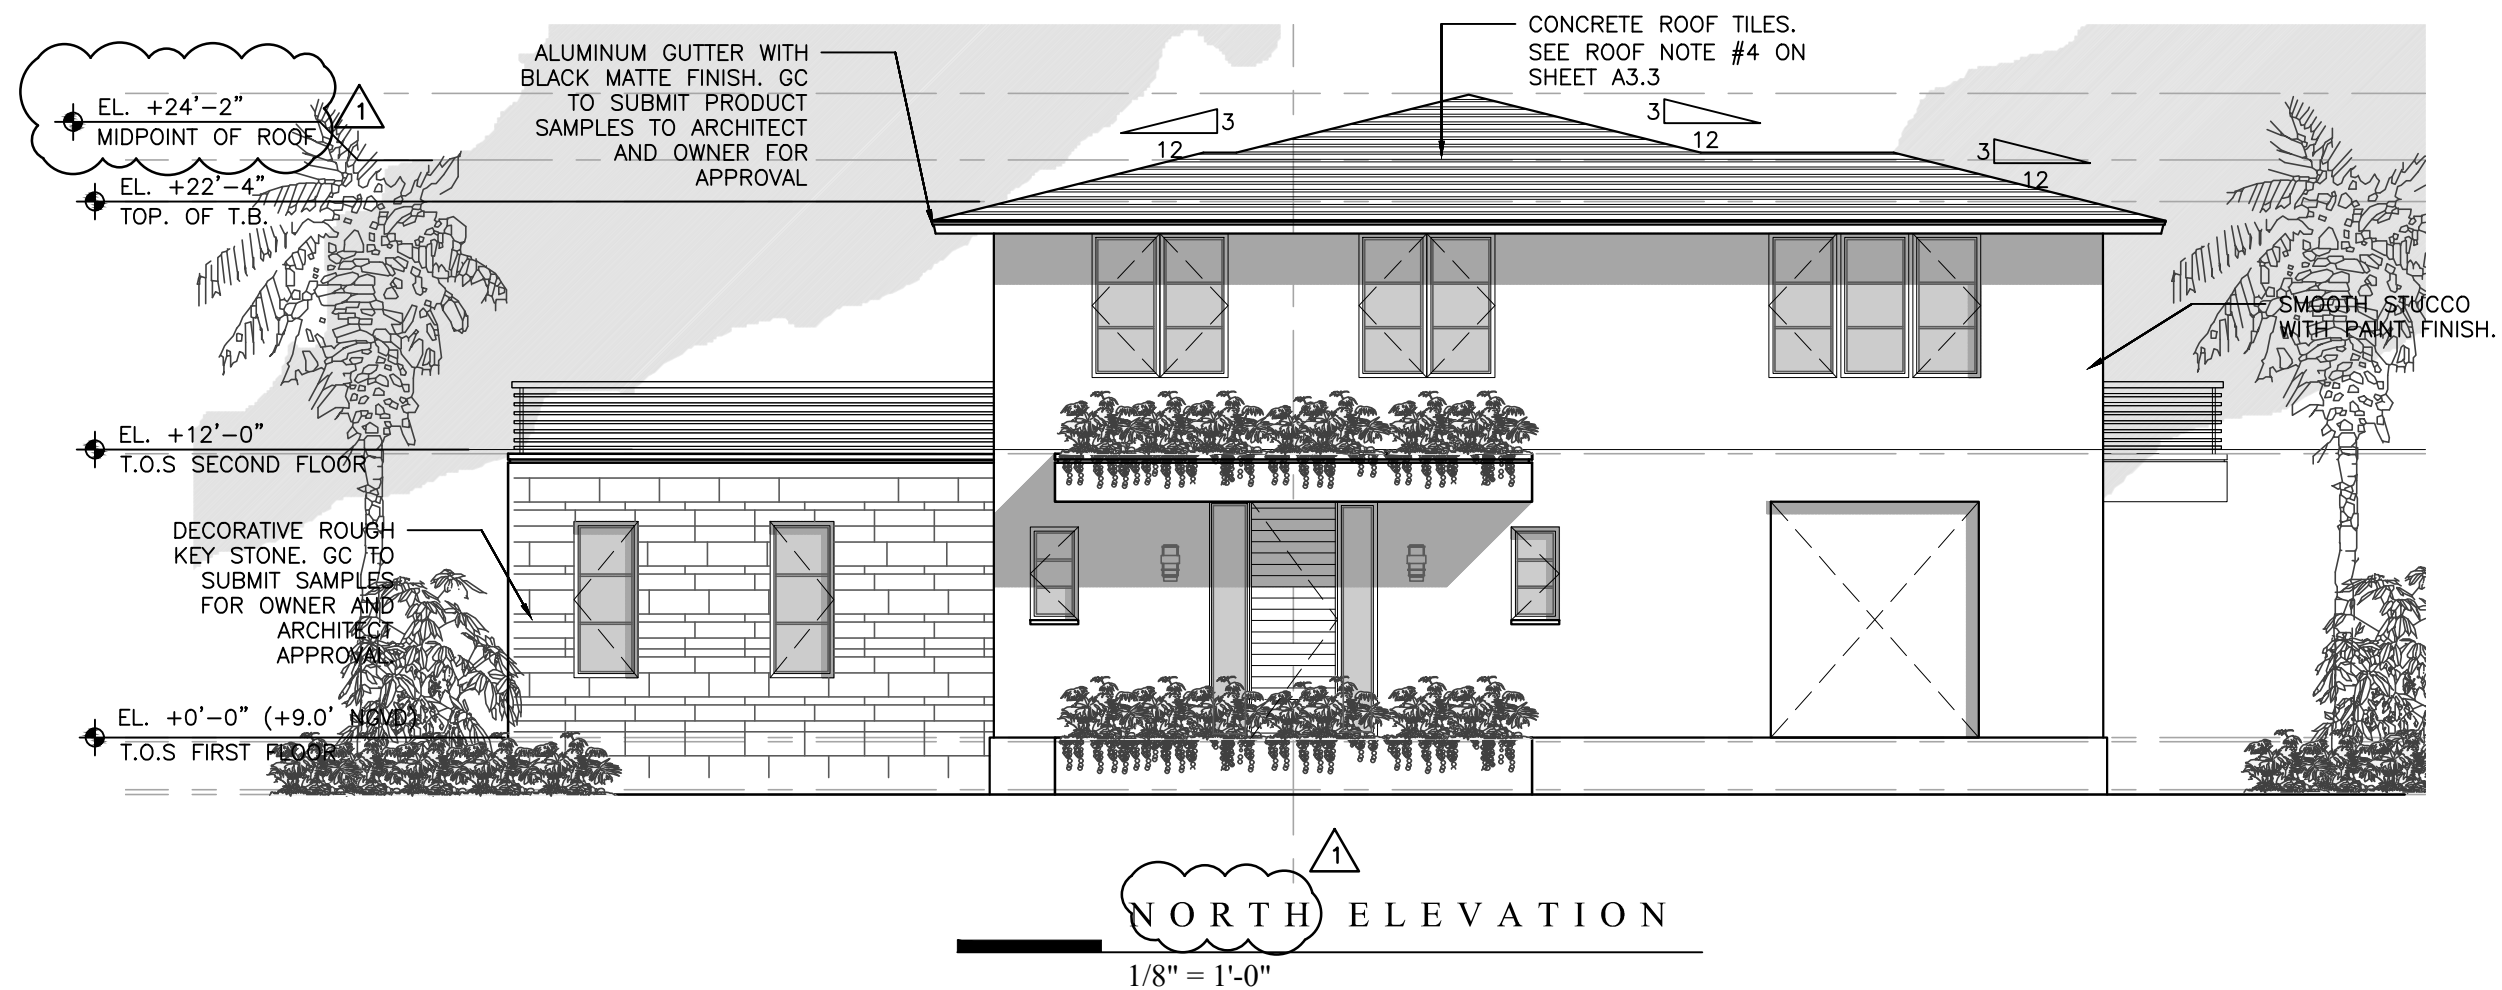 CONCRETE ROOF TILES.
SEE ROOF NOTE #4 ON
SHEET A3.3
ALUMINUM GUTTER WITH
BLACK MATTE FINISH. GC
TO SUBMIT PRODUCT
SAMPLES TO ARCHITECT
AND OWNER FOR
APPROVAL
EL. +24'-2"
MIDPOINT OF ROOF
1
3
12
3
12
3
12
EL. +22'-4"
TOP. OF T.B.
SMOOTH STUCCO
WITH PAINT FINISH.
EL. +12'-0"
T.O.S SECOND FLOOR
DECORATIVE ROUGH
KEY STONE. GC TO
SUBMIT SAMPLES
FOR OWNER AND
ARCHITECT
APPROVAL.
EL. +0'-0" (+9.0' NGVD)
T.O.S FIRST FLOOR
1
NORTH ELEVATION
1/8" = 1'-0"